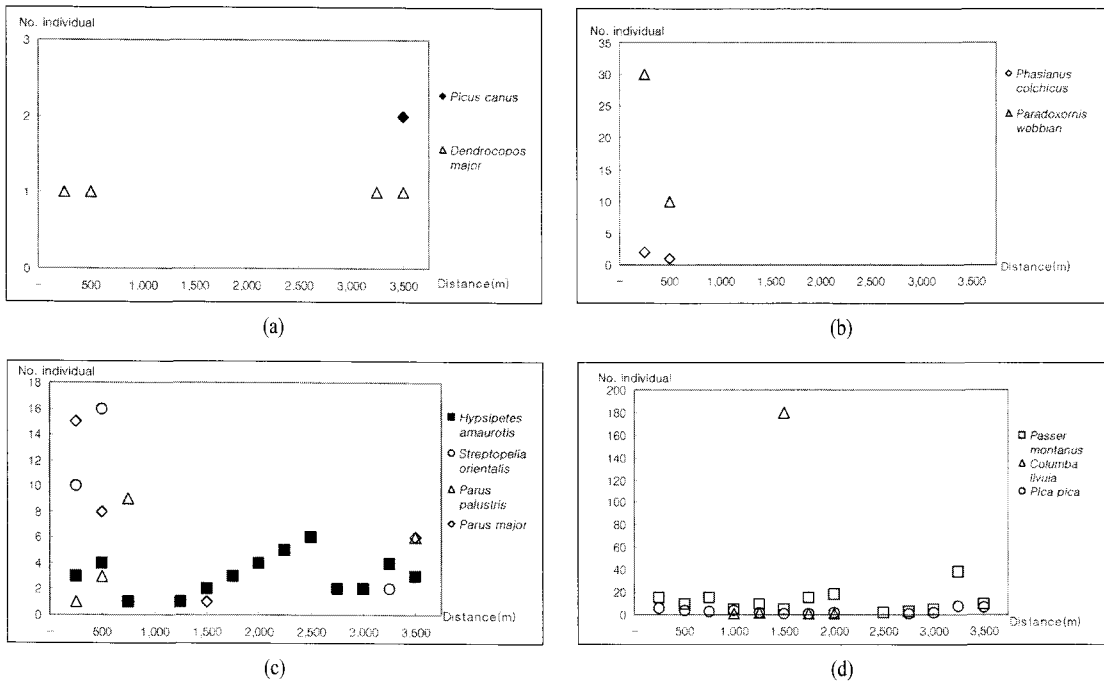 No. individual
3
2
1
0
– 500 1,000 1,500 2,000 2,500 3,000 3,500
Distance(m)
Picus canus
Dendrocopos
major
(a)
No. individual
35
30
25
20
15
10
5
0
– 500 1,000 1,500 2,000 2,500 3,000 3,500
Distance(m)
Phasianus
colchicus
Paradoxornis
webbian
(b)
No. individual
18
16
14
12
10
8
6
4
2
0
– 500 1,000 1,500 2,000 2,500 3,000 3,500
Distance(m)
Hypsipetes
amaurotis
Streptopelia
orientalis
Parus
palustris
Parus major
(c)
No. individual
200
180
160
140
120
100
80
60
40
20
0
– 500 1,000 1,500 2,000 2,500 3,000 3,500
Distance(m)
Passer
montanus
Columba
ilvuia
Pica pica
(d)